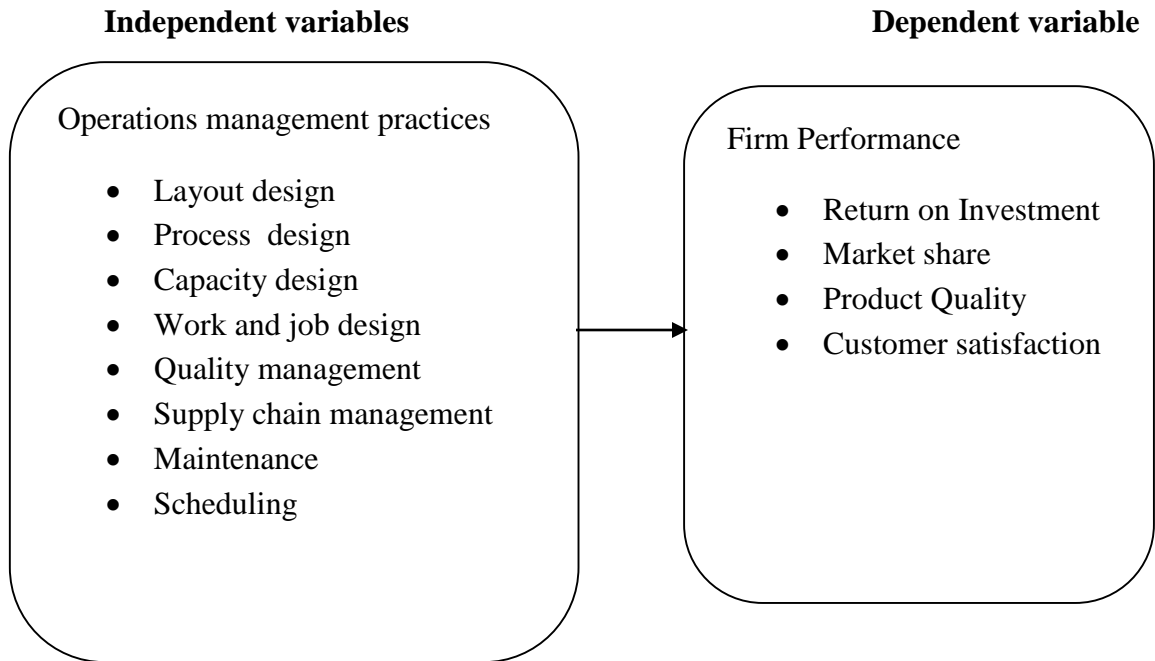 Independent variables
Dependent variable
Operations management practices
• Layout design
• Process  design
• Capacity design
• Work and job design
• Quality management
• Supply chain management
• Maintenance
• Scheduling
Firm Performance
• Return on Investment
• Market share
• Product Quality
• Customer satisfaction